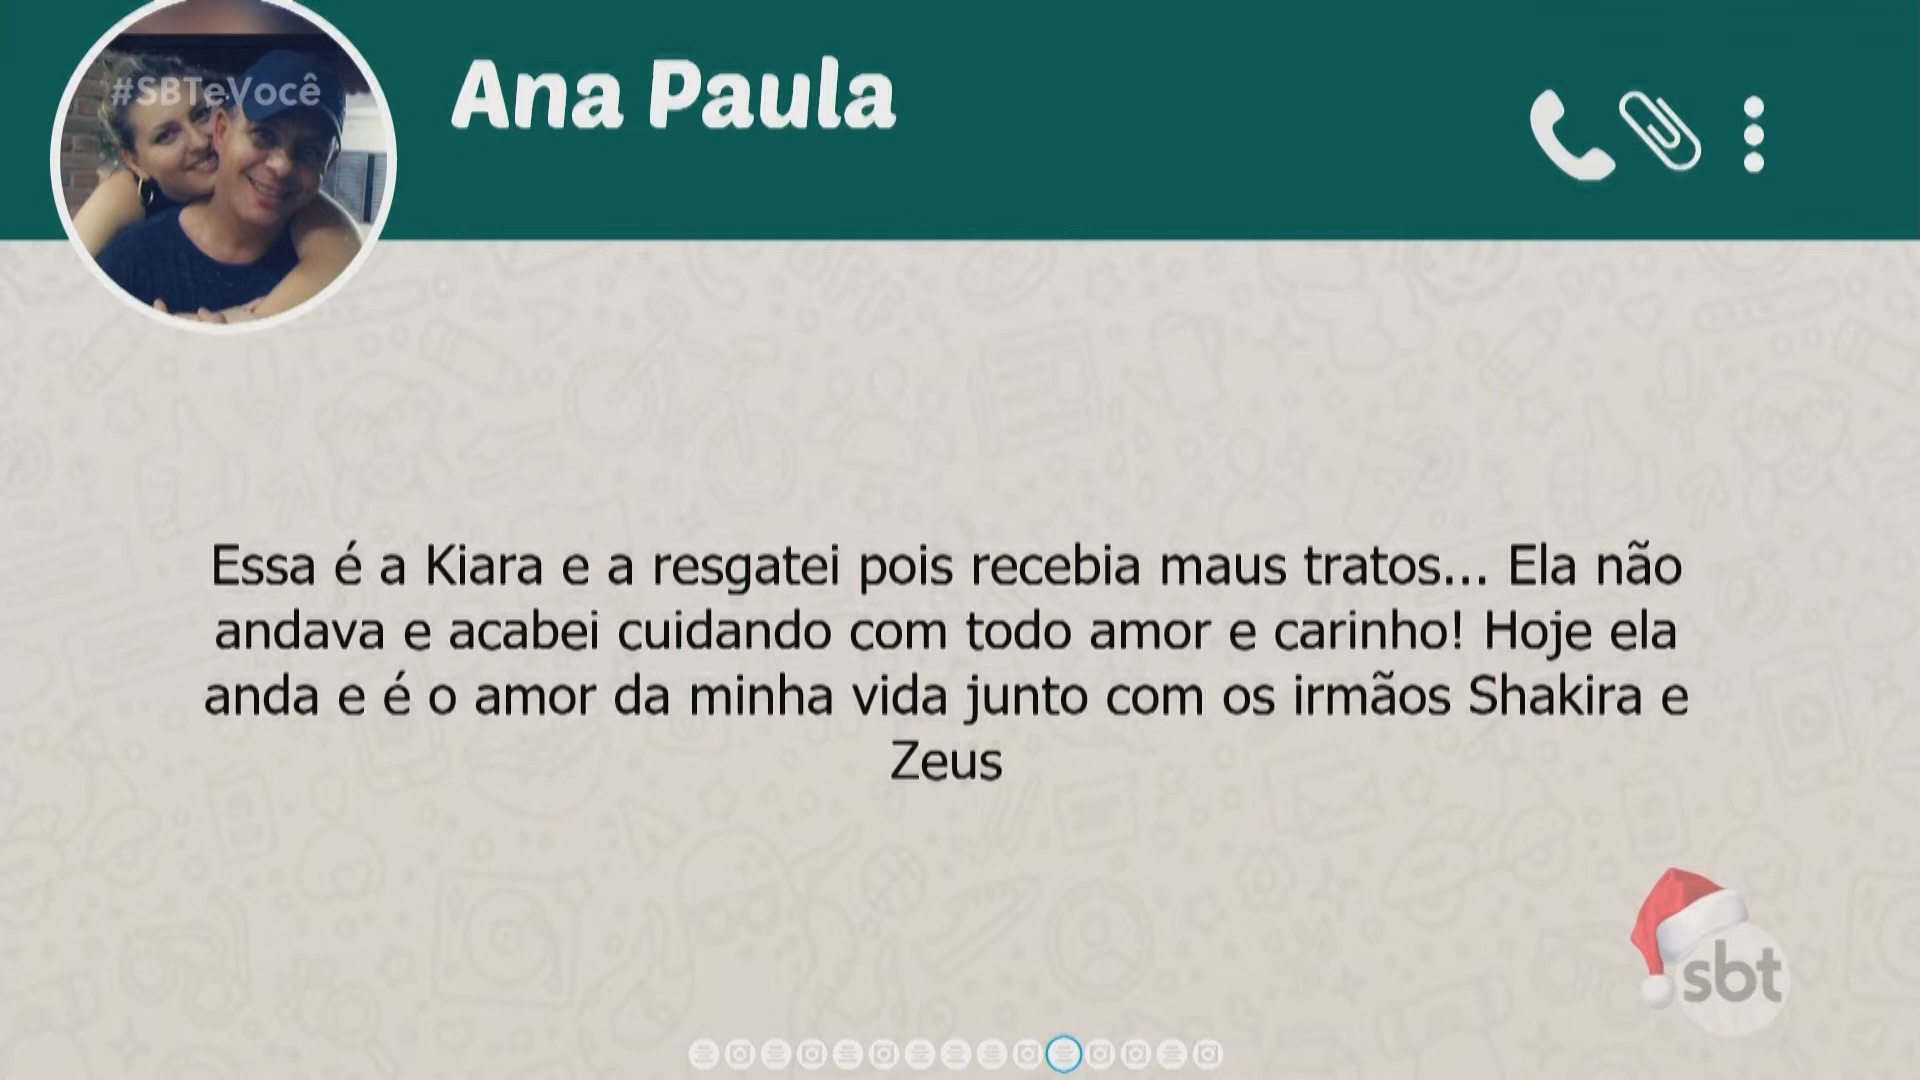 #SBTeVocê
Ana Paula
Essa é a Kiara e a resgatei pois recebia maus tratos... Ela não
andava e acabei cuidando com todo amor e carinho! Hoje ela
anda e é o amor da minha vida junto com os irmãos Shakira e
Zeus
sbt